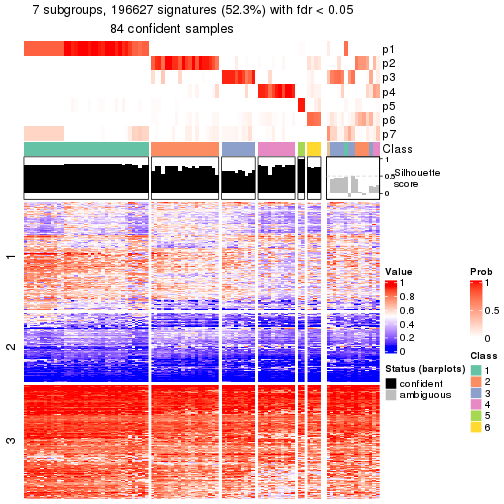 7 subgroups, 196627 signatures (52.3%) with fdr < 0.05
84 confident samples
p1
p2
p3
p4
p5
p6
p7
Class
1
0.5
0
Silhouette
score
1
2
3
Value
1
0.8
0.6
0.4
0.2
0
Prob
1
0.5
0
Status (barplots)
confident
ambiguous
Class
1
2
3
4
5
6